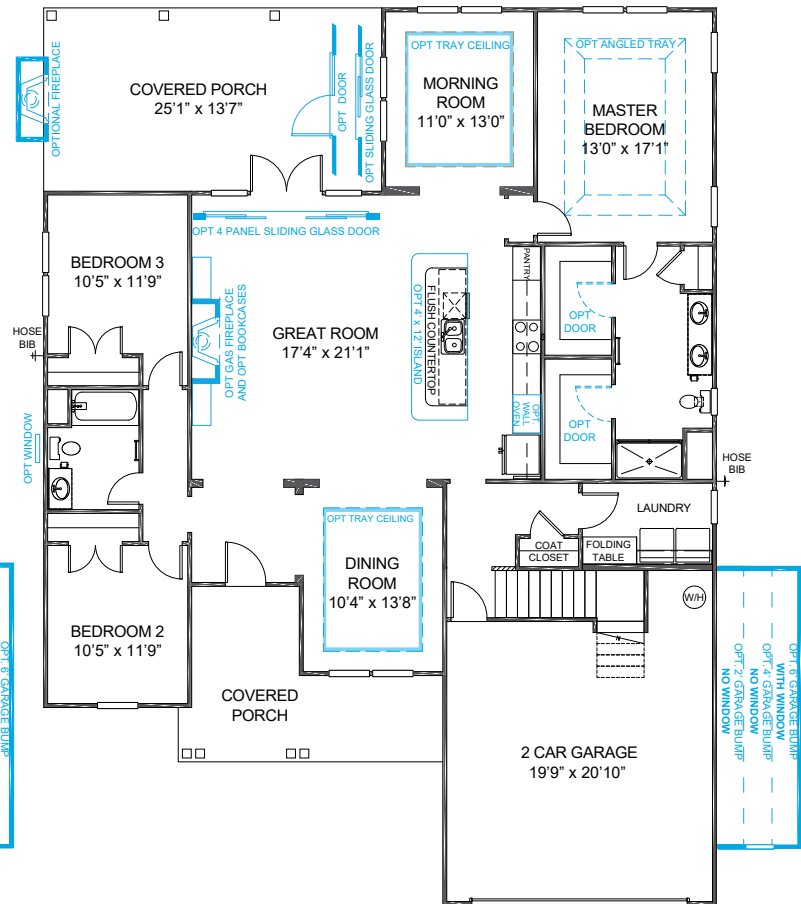 OPT TRAY CEILING
OPT ANGLED TRAY
OPTIONAL FIREPLACE
COVERED PORCH
25'1" x 13'7"
OPT DOOR
OPT SLIDING GLASS DOOR
MORNING
ROOM
11'0" x 13'0"
MASTER
BEDROOM
13'0" x 17'1"
OPT 4 PANEL SLIDING GLASS DOOR
BEDROOM 3
10'5" x 11'9"
HOSE
BIB
OPT GAS FIREPLACE
AND OPT BOOKCASES
GREAT ROOM
17'4" x 21'1"
OPT 4' x 12' ISLAND
FLUSH COUNTERTOP
PANTRY
OPT.
WALL
OVEN
OPT
DOOR
OPT
DOOR
OPT WINDOW
HOSE
BIB
LAUNDRY
COAT
CLOSET
FOLDING
TABLE
OPT TRAY CEILING
DINING
ROOM
10'4" x 13'8"
W/H
BEDROOM 2
10'5" x 11'9"
COVERED
PORCH
2 CAR GARAGE
19'9" x 20'10"
OPT. 6' GARAGE BUMP
OPT. 6' GARAGE BUMP
WITH WINDOW
OPT. 4' GARAGE BUMP
NO WINDOW
OPT. 2' GARAGE BUMP
NO WINDOW